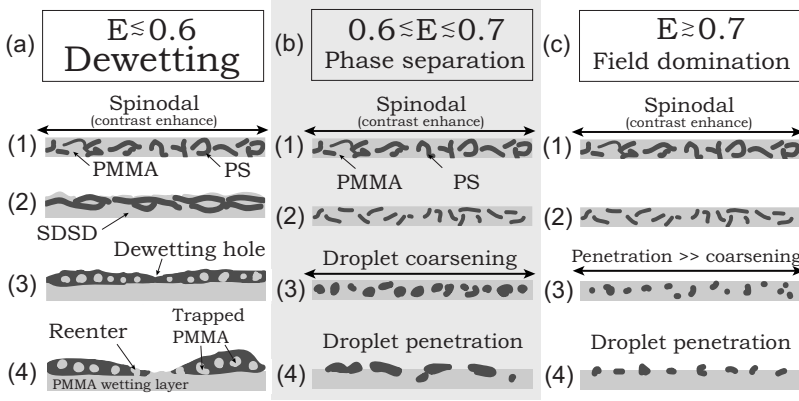 (a)
E≲0.6
Dewetting
Spinodal
(contrast enhance)
(1)
PMMA
PS
(2)
SDSD
Dewetting hole
(3)
Reenter
Trapped
PMMA
(4)
PMMA wetting layer
(b)
0.6≲E≲0.7
Phase separation
Spinodal
(contrast enhance)
(1)
PMMA
PS
(2)
Droplet coarsening
(3)
Droplet penetration
(4)
(c)
E≳0.7
Field domination
Spinodal
(contrast enhance)
(1)
(2)
Penetration >> coarsening
(3)
Droplet penetration
(4)